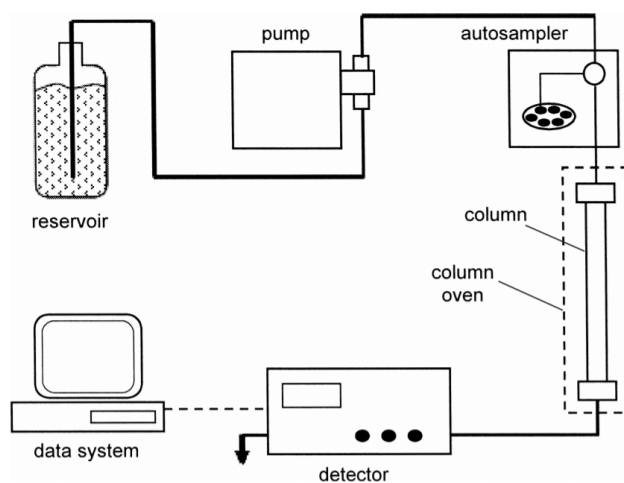 pump
autosampler
reservoir
column
column
oven
data system
detector